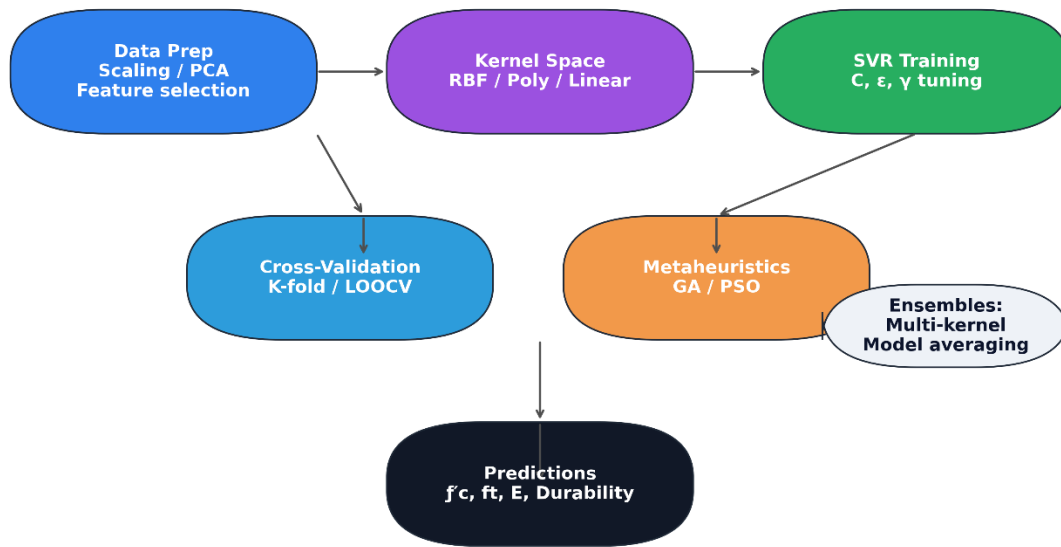 Data Prep
Scaling / PCA
Feature selection
Kernel Space
RBF / Poly / Linear
SVR Training
C, ε, γ tuning
Cross-Validation
K-fold / LOOCV
Metaheuristics
GA / PSO
Ensembles:
Multi-kernel
Model averaging
Predictions
ƒ′c, ft, E, Durability